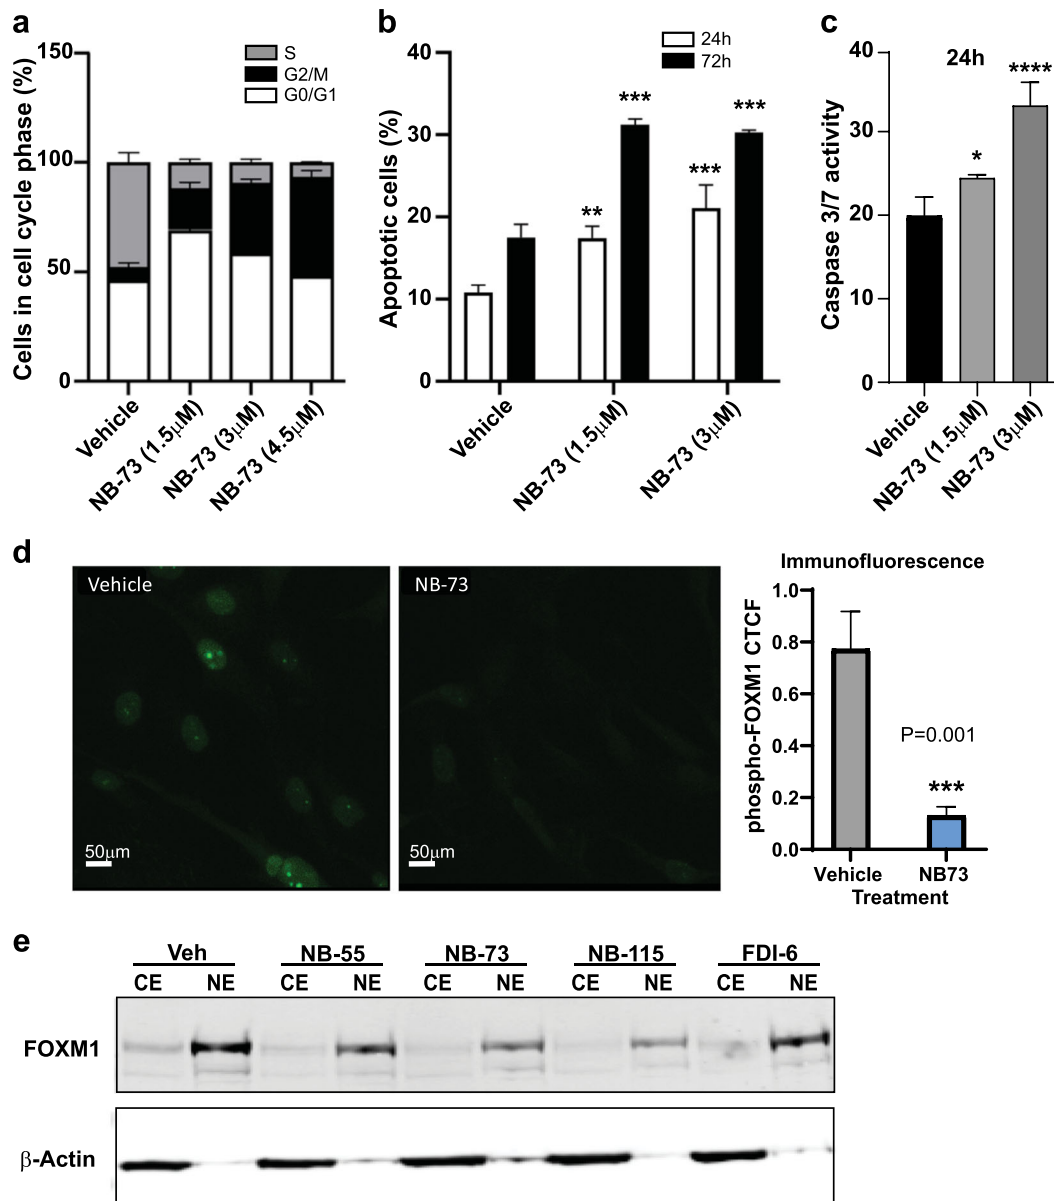 a
Cells in cell cycle phase (%)
150
100
50
0
S
G2/M
G0/G1
Vehicle
NB-73 (1.5μM)
NB-73 (3μM)
NB-73 (4.5μM)
b
Apoptotic cells (%)
40
30
20
10
0
24h
72h
**
***
***
***
Vehicle
NB-73 (1.5μM)
NB-73 (3μM)
c
Caspase 3/7 activity
40
30
20
10
0
24h
*
****
Vehicle
NB-73 (1.5μM)
NB-73 (3μM)
d
Vehicle
50μm
NB-73
50μm
Immunofluorescence
phospho-FOXM1 CTCF
1.0
0.8
0.6
0.4
0.2
0.0
P=0.001
***
Vehicle NB73
Treatment
e
Veh NB-55 NB-73 NB-115 FDI-6
CE NE CE NE CE NE CE NE CE NE
FOXM1
β-Actin